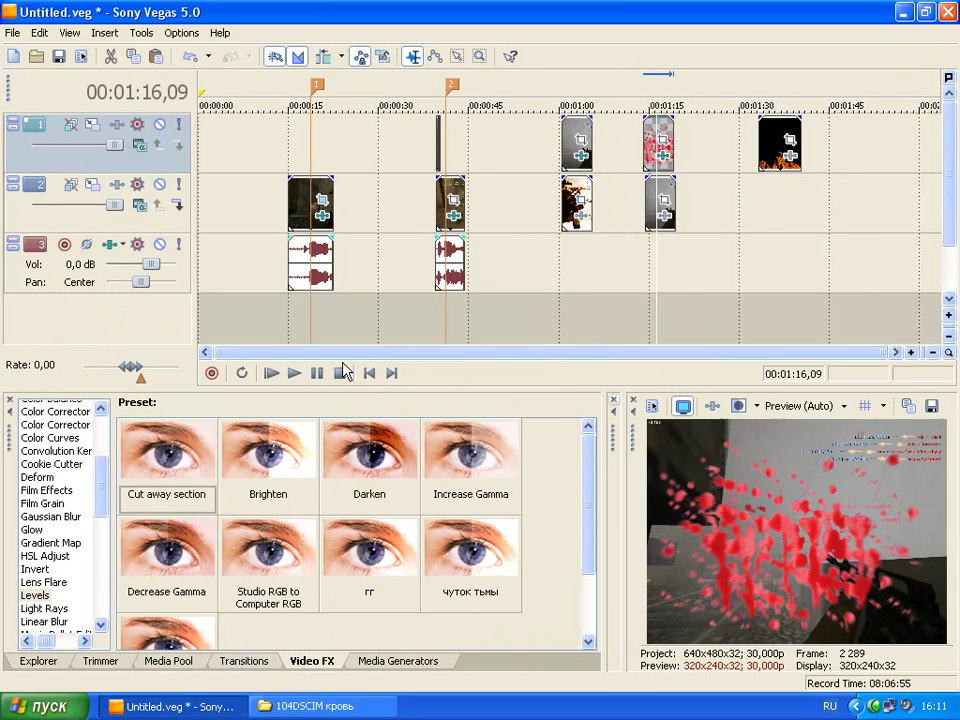 Untitled.veg * - Sony Vegas 5.0
File Edit View Insert Tools Options Help
00:01:16,09
1 2
00:00:00 00:00:15 00:00:30 00:00:45 00:01:00 00:01:15 00:01:30 00:01:45
1
2
3
Vol: 0,0 dB
Pan: Center
Rate: 0,00
00:01:16,09
Preset:
Color Corrector
Color Corrector
Color Curves
Convolution Ker
Cookie Cutter
Deform
Film Effects
Film Grain
Gaussian Blur
Glow
Gradient Map
HSL Adjust
Invert
Lens Flare
Levels
Light Rays
Linear Blur
Cut away section Brighten Darken Increase Gamma
Decrease Gamma Studio RGB to Computer RGB гг чуток тьмы
Preview (Auto)
Explorer Trimmer Media Pool Transitions Video FX Media Generators
Project: 640x480x32; 30,000p Frame: 2 289
Preview: 320x240x32; 30,000p Display: 320x240x32
Record Time: 08:06:55
пуск Untitled.veg * - Sony... 104DSCIM кровь RU 16:11